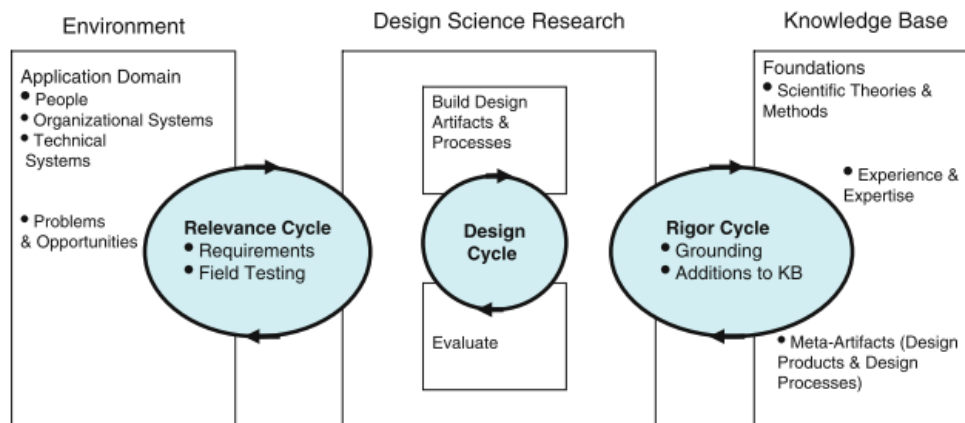 Environment
Design Science Research
Knowledge Base
Application Domain
● People
● Organizational Systems
● Technical
Systems
● Problems
& Opportunities
Relevance Cycle
● Requirements
● Field Testing
Build Design
Artifacts &
Processes
Design
Cycle
Evaluate
Rigor Cycle
● Grounding
● Additions to KB
Foundations
● Scientific Theories &
Methods
● Experience &
Expertise
● Meta-Artifacts (Design
Products & Design
Processes)